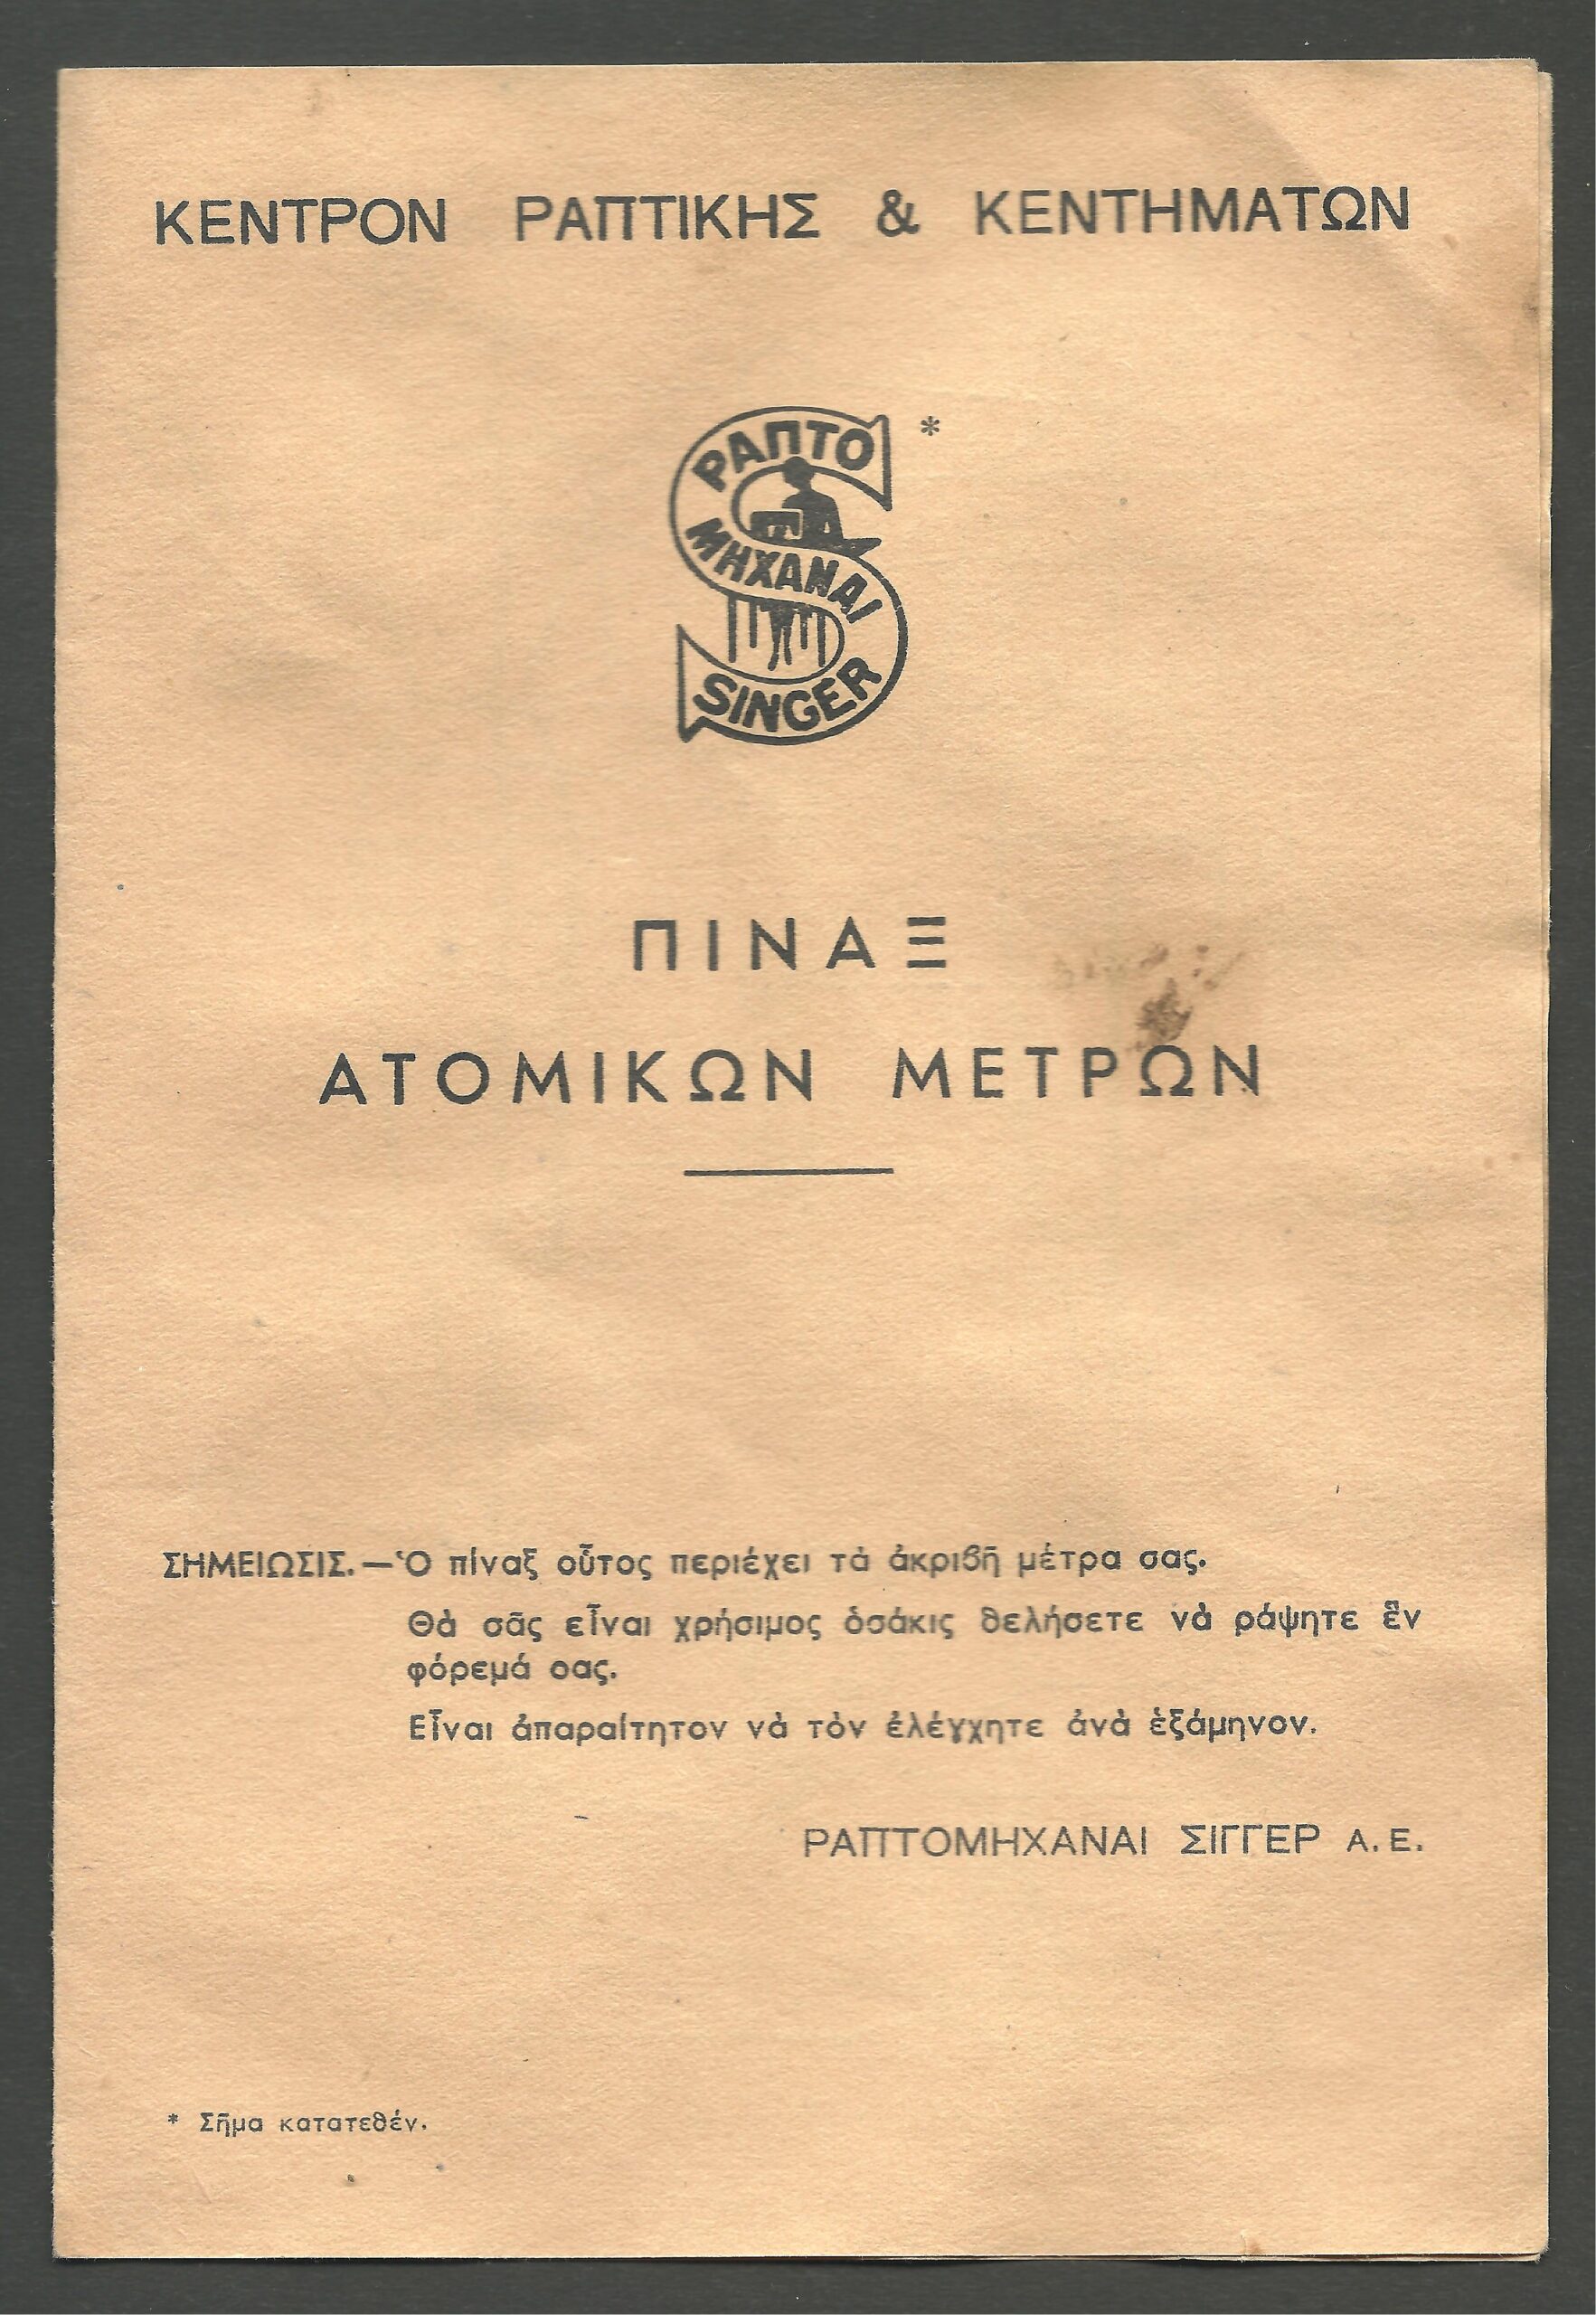 ΚΕΝΤΡΟΝ ΡΑΠΤΙΚΗΣ & ΚΕΝΤΗΜΑΤΩΝ
*
ΡΑΠΤΟ
ΜΗΧΑΝΑΙ
SINGER
ΠΙΝΑΞ
ΑΤΟΜΙΚΩΝ ΜΕΤΡΩΝ
ΣΗΜΕΙΩΣΙΣ.—Ὁ πίναξ οὗτος περιέχει τὰ ἀκριβῆ μέτρα σας.
Θὰ σᾶς εἶναι χρήσιμος ὁσάκις θελήσετε νὰ ράψητε ἓν
φόρεμά σας.
Εἶναι ἀπαραίτητον νὰ τὸν ἐλέγχητε ἀνὰ ἑξάμηνον.
ΡΑΠΤΟΜΗΧΑΝΑΙ ΣΙΓΓΕΡ Α.Ε.
* Σῆμα κατατεθέν.